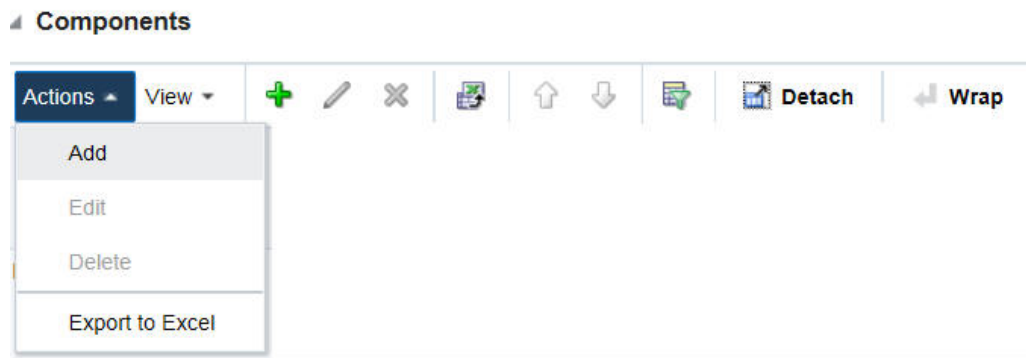 Components
Actions View Detach Wrap
Add
Edit
Delete
Export to Excel